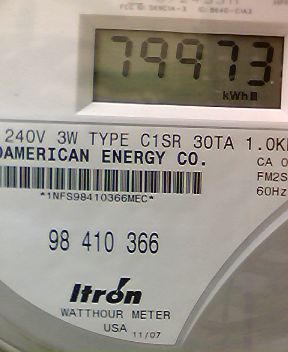 79973
kWh
240V 3W TYPE C1SR 30TA 1.0K
AMERICAN ENERGY CO.
CA 0
FM2S
60Hz
*1NFS98410366MEC*
98 410 366
Itrón
WATTHOUR METER
USA 11/07